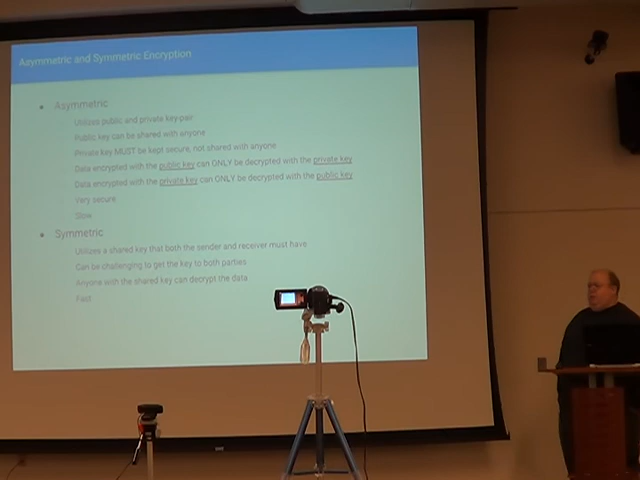 Asymmetric and Symmetric Encryption
Asymmetric
Utilizes public and private key-pair
Public key can be shared with anyone
Private key MUST be kept secure, not shared with anyone
Data encrypted with the public key can ONLY be decrypted with the private key
Data encrypted with the private key can ONLY be decrypted with the public key
Very secure
Slow
Symmetric
Utilizes a shared key that both the sender and receiver must have
Can be challenging to get the key to both parties
Anyone with the shared key can decrypt the data
Fast